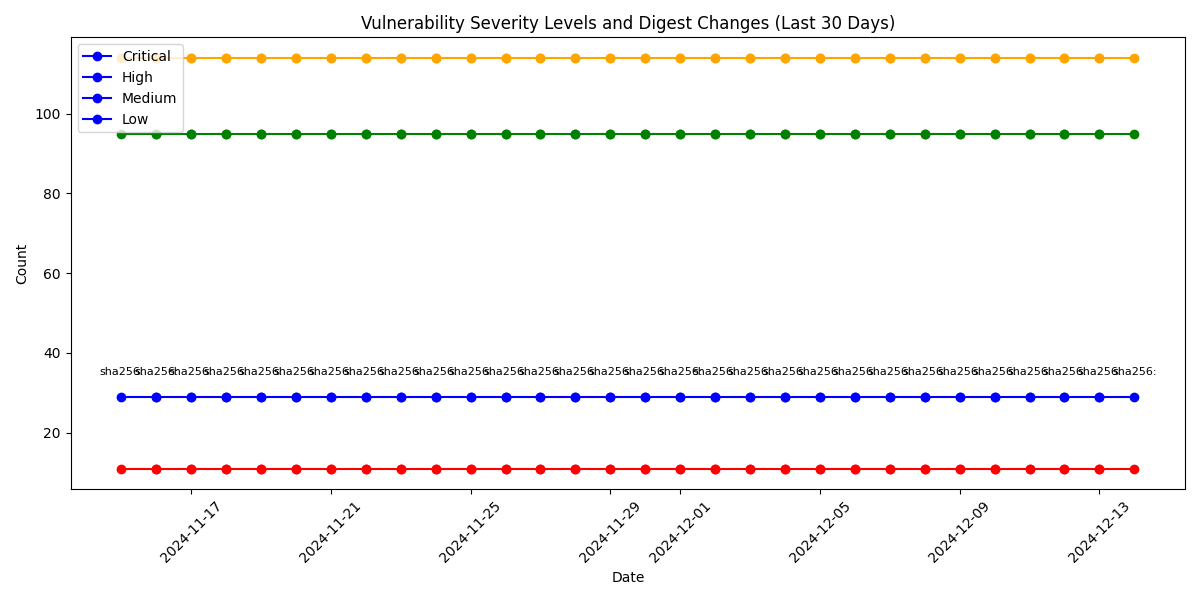 Vulnerability Severity Levels and Digest Changes (Last 30 Days)
Critical
High
Medium
Low
Count
100
80
60
40
20
sha256: sha256: sha256: sha256: sha256: sha256: sha256: sha256: sha256: sha256: sha256: sha256: sha256: sha256: sha256: sha256: sha256: sha256: sha256: sha256: sha256: sha256: sha256: sha256: sha256: sha256: sha256: sha256: sha256: sha256:
2024-11-17
2024-11-21
2024-11-25
2024-11-29
2024-12-01
2024-12-05
2024-12-09
2024-12-13
Date